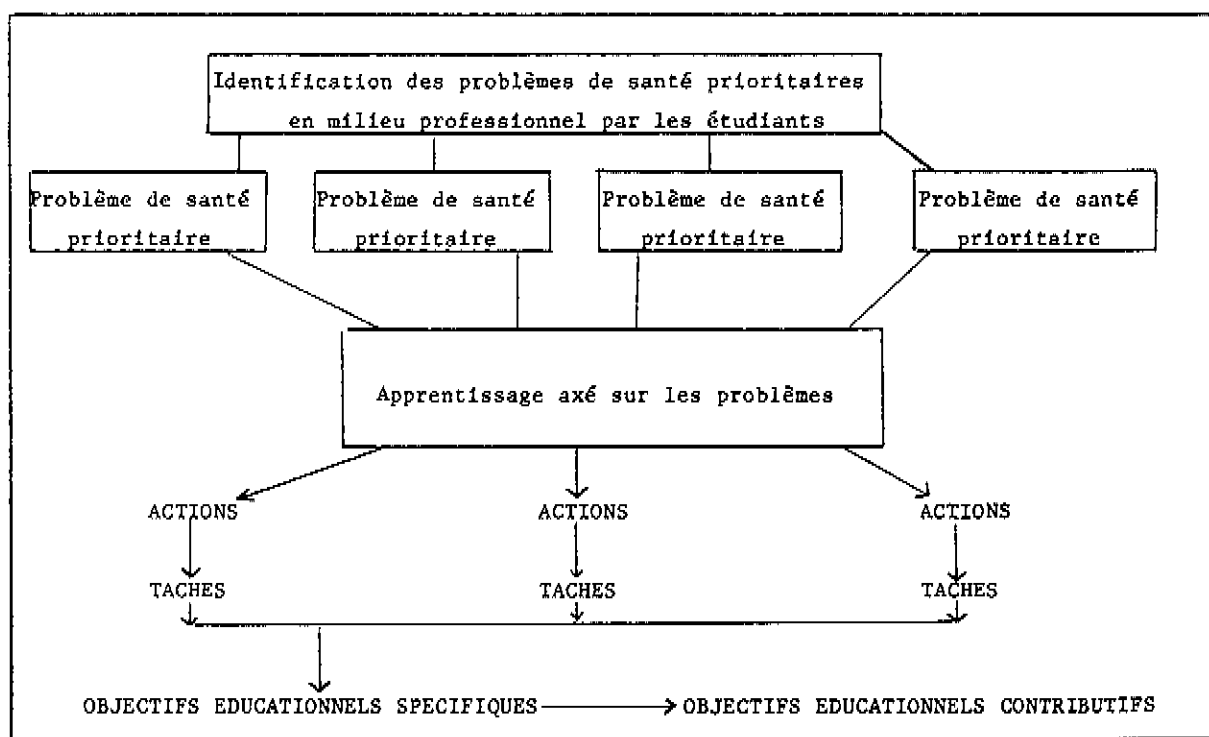 Identification des problèmes de santé prioritaires
en milieu professionnel par les étudiants
Problème de santé
prioritaire
Problème de santé
prioritaire
Problème de santé
prioritaire
Problème de santé
prioritaire
Apprentissage axé sur les problèmes
ACTIONS ACTIONS ACTIONS
TACHES TACHES TACHES
OBJECTIFS EDUCATIONNELS SPECIFIQUES OBJECTIFS EDUCATIONNELS CONTRIBUTIFS